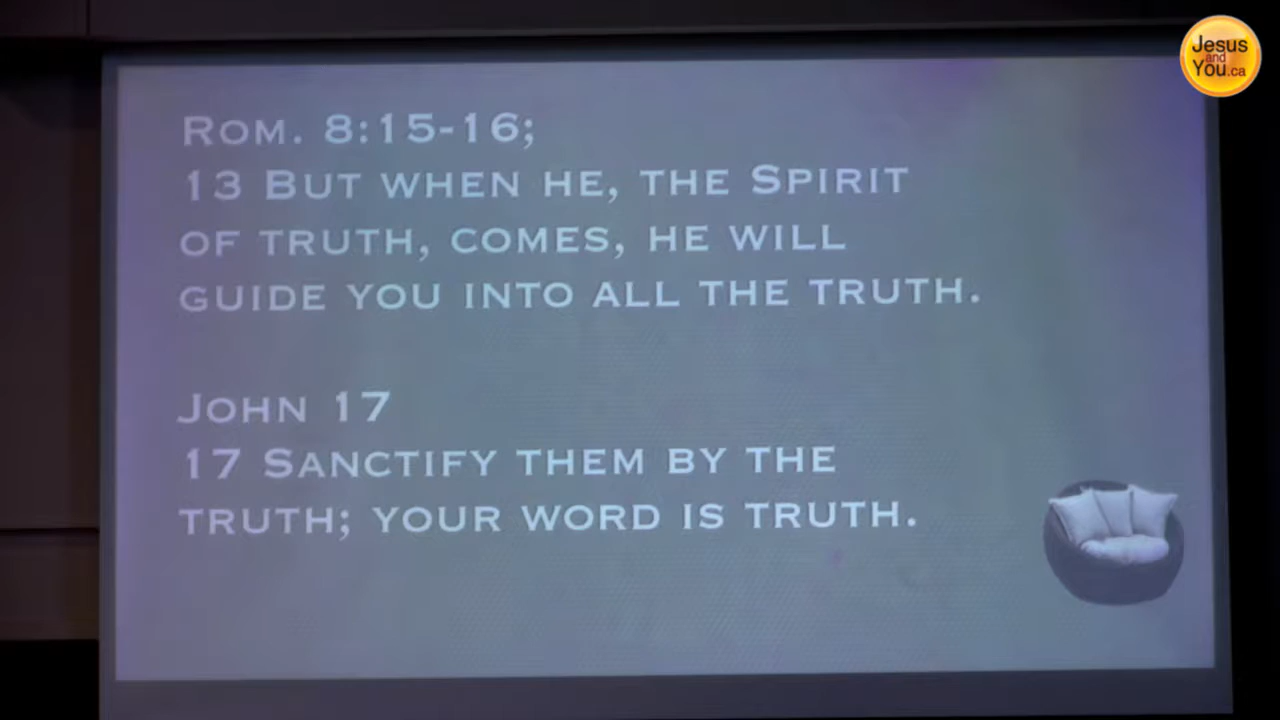 Jesus
and
You.ca
ROM. 8:15-16;
13 BUT WHEN HE, THE SPIRIT
OF TRUTH, COMES, HE WILL
GUIDE YOU INTO ALL THE TRUTH.
JOHN 17
17 SANCTIFY THEM BY THE
TRUTH; YOUR WORD IS TRUTH.